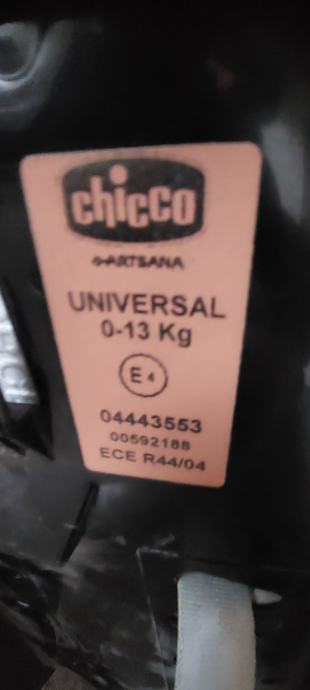 chicco
ARTSANA
UNIVERSAL
0-13 Kg
E4
04443553
00592188
ECE R44/04